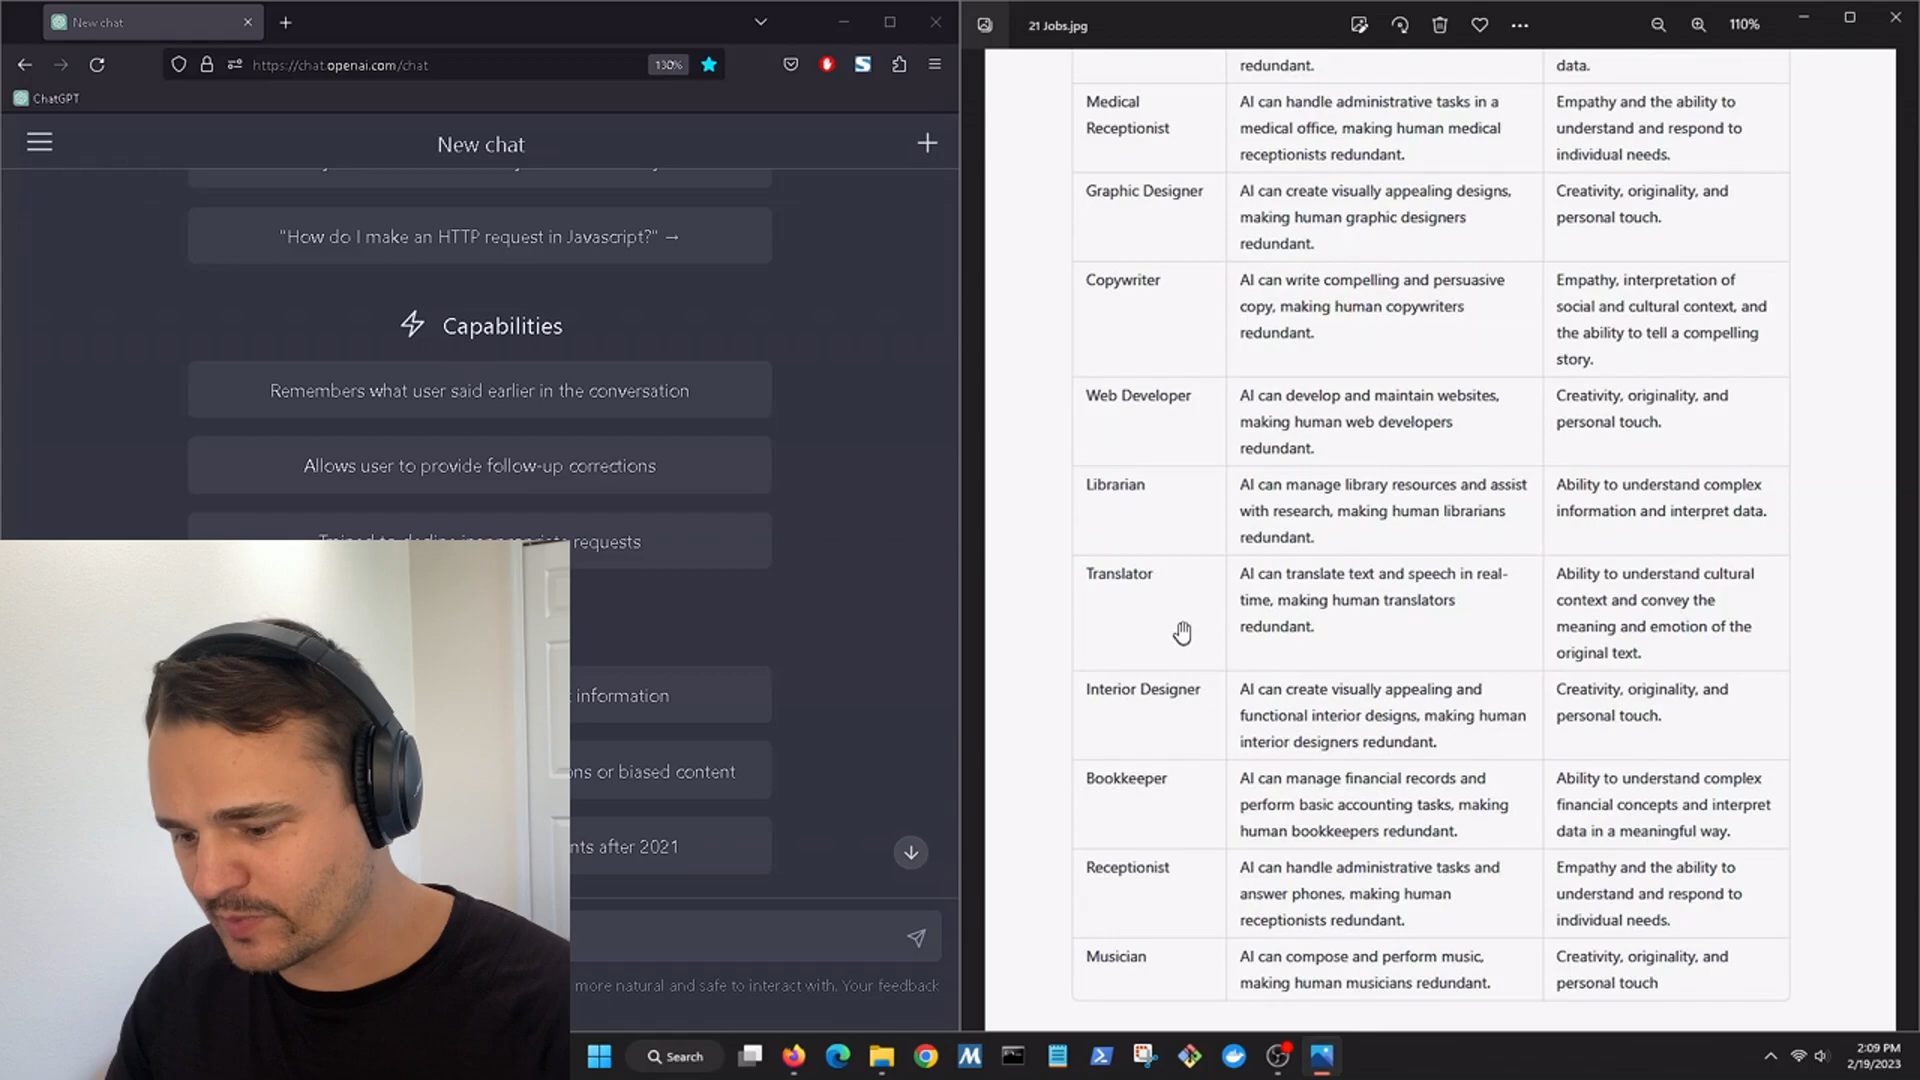 New chat
https://chat.openai.com/chat
130%
ChatGPT
New chat
"How do I make an HTTP request in Javascript?" →
Capabilities
Remembers what user said earlier in the conversation
Allows user to provide follow-up corrections
requests
information
ons or biased content
nts after 2021
more natural and safe to interact with. Your feedback
21 Jobs.jpg
110%
redundant.
data.
Medical
Receptionist
AI can handle administrative tasks in a
medical office, making human medical
receptionists redundant.
Empathy and the ability to
understand and respond to
individual needs.
Graphic Designer
AI can create visually appealing designs,
making human graphic designers
redundant.
Creativity, originality, and
personal touch.
Copywriter
AI can write compelling and persuasive
copy, making human copywriters
redundant.
Empathy, interpretation of
social and cultural context, and
the ability to tell a compelling
story.
Web Developer
AI can develop and maintain websites,
making human web developers
redundant.
Creativity, originality, and
personal touch.
Librarian
AI can manage library resources and assist
with research, making human librarians
redundant.
Ability to understand complex
information and interpret data.
Translator
AI can translate text and speech in real-
time, making human translators
redundant.
Ability to understand cultural
context and convey the
meaning and emotion of the
original text.
Interior Designer
AI can create visually appealing and
functional interior designs, making human
interior designers redundant.
Creativity, originality, and
personal touch.
Bookkeeper
AI can manage financial records and
perform basic accounting tasks, making
human bookkeepers redundant.
Ability to understand complex
financial concepts and interpret
data in a meaningful way.
Receptionist
AI can handle administrative tasks and
answer phones, making human
receptionists redundant.
Empathy and the ability to
understand and respond to
individual needs.
Musician
AI can compose and perform music,
making human musicians redundant.
Creativity, originality, and
personal touch
Search
2:09 PM
2/19/2023